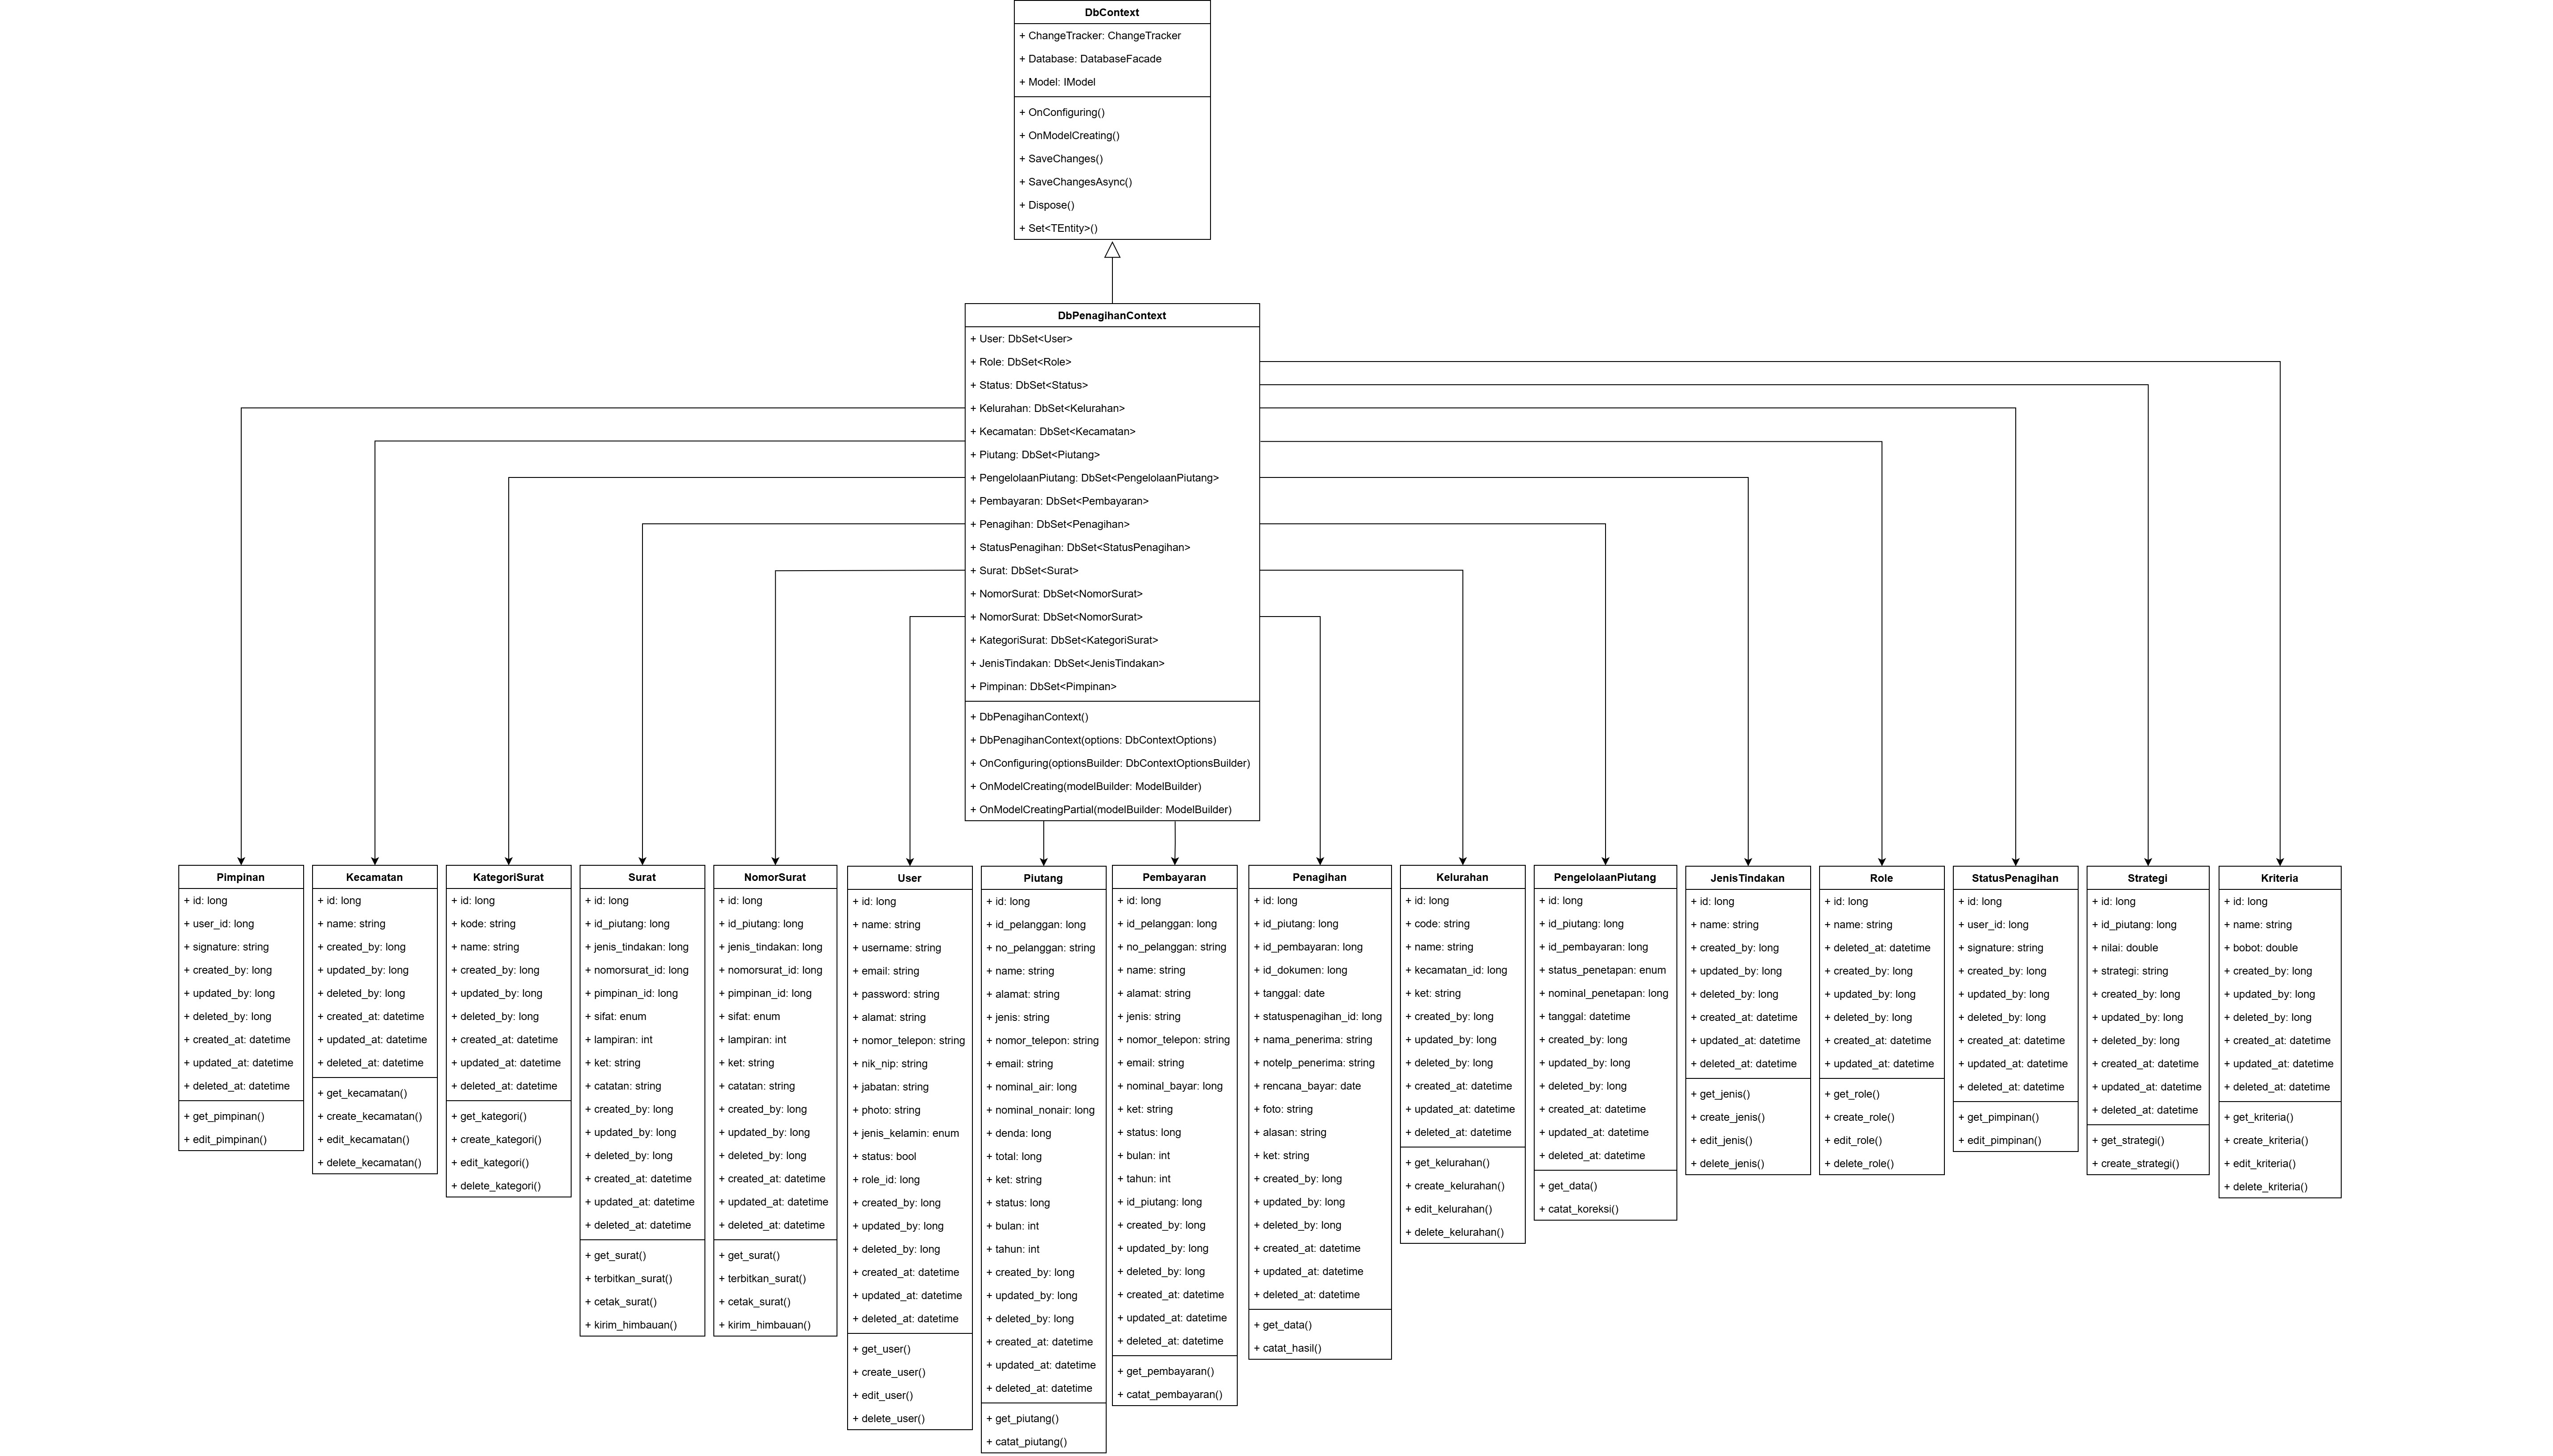 DbContext
+ ChangeTracker: ChangeTracker
+ Database: DatabaseFacade
+ Model: IModel
+ OnConfiguring()
+ OnModelCreating()
+ SaveChanges()
+ SaveChangesAsync()
+ Dispose()
+ Set<TEntity>()
DbPenagihanContext
+ User: DbSet<User>
+ Role: DbSet<Role>
+ Status: DbSet<Status>
+ Kelurahan: DbSet<Kelurahan>
+ Kecamatan: DbSet<Kecamatan>
+ Piutang: DbSet<Piutang>
+ PengelolaanPiutang: DbSet<PengelolaanPiutang>
+ Pembayaran: DbSet<Pembayaran>
+ Penagihan: DbSet<Penagihan>
+ StatusPenagihan: DbSet<StatusPenagihan>
+ Surat: DbSet<Surat>
+ NomorSurat: DbSet<NomorSurat>
+ NomorSurat: DbSet<NomorSurat>
+ KategoriSurat: DbSet<KategoriSurat>
+ JenisTindakan: DbSet<JenisTindakan>
+ Pimpinan: DbSet<Pimpinan>
+ DbPenagihanContext()
+ DbPenagihanContext(options: DbContextOptions)
+ OnConfiguring(optionsBuilder: DbContextOptionsBuilder)
+ OnModelCreating(modelBuilder: ModelBuilder)
+ OnModelCreatingPartial(modelBuilder: ModelBuilder)
Pimpinan
+ id: long
+ user_id: long
+ signature: string
+ created_by: long
+ updated_by: long
+ deleted_by: long
+ created_at: datetime
+ updated_at: datetime
+ deleted_at: datetime
+ get_pimpinan()
+ edit_pimpinan()
Kecamatan
+ id: long
+ name: string
+ created_by: long
+ updated_by: long
+ deleted_by: long
+ created_at: datetime
+ updated_at: datetime
+ deleted_at: datetime
+ get_kecamatan()
+ create_kecamatan()
+ edit_kecamatan()
+ delete_kecamatan()
KategoriSurat
+ id: long
+ kode: string
+ name: string
+ created_by: long
+ updated_by: long
+ deleted_by: long
+ created_at: datetime
+ updated_at: datetime
+ deleted_at: datetime
+ get_kategori()
+ create_kategori()
+ edit_kategori()
+ delete_kategori()
Surat
+ id: long
+ id_piutang: long
+ jenis_tindakan: long
+ nomorsurat_id: long
+ pimpinan_id: long
+ sifat: enum
+ lampiran: int
+ ket: string
+ catatan: string
+ created_by: long
+ updated_by: long
+ deleted_by: long
+ created_at: datetime
+ updated_at: datetime
+ deleted_at: datetime
+ get_surat()
+ terbitkan_surat()
+ cetak_surat()
+ kirim_himbauan()
NomorSurat
+ id: long
+ id_piutang: long
+ jenis_tindakan: long
+ nomorsurat_id: long
+ pimpinan_id: long
+ sifat: enum
+ lampiran: int
+ ket: string
+ catatan: string
+ created_by: long
+ updated_by: long
+ deleted_by: long
+ created_at: datetime
+ updated_at: datetime
+ deleted_at: datetime
+ get_surat()
+ terbitkan_surat()
+ cetak_surat()
+ kirim_himbauan()
User
+ id: long
+ name: string
+ username: string
+ email: string
+ password: string
+ alamat: string
+ nomor_telepon: string
+ nik_nip: string
+ jabatan: string
+ photo: string
+ jenis_kelamin: enum
+ status: bool
+ role_id: long
+ created_by: long
+ updated_by: long
+ deleted_by: long
+ created_at: datetime
+ updated_at: datetime
+ deleted_at: datetime
+ get_user()
+ create_user()
+ edit_user()
+ delete_user()
Piutang
+ id: long
+ id_pelanggan: long
+ no_pelanggan: string
+ name: string
+ alamat: string
+ jenis: string
+ nomor_telepon: string
+ email: string
+ nominal_air: long
+ nominal_nonair: long
+ denda: long
+ total: long
+ ket: string
+ status: long
+ bulan: int
+ tahun: int
+ created_by: long
+ updated_by: long
+ deleted_by: long
+ created_at: datetime
+ updated_at: datetime
+ deleted_at: datetime
+ get_piutang()
+ catat_piutang()
Pembayaran
+ id: long
+ id_pelanggan: long
+ no_pelanggan: string
+ name: string
+ alamat: string
+ jenis: string
+ nomor_telepon: string
+ email: string
+ nominal_bayar: long
+ ket: string
+ status: long
+ bulan: int
+ tahun: int
+ id_piutang: long
+ created_by: long
+ updated_by: long
+ deleted_by: long
+ created_at: datetime
+ updated_at: datetime
+ deleted_at: datetime
+ get_pembayaran()
+ catat_pembayaran()
Penagihan
+ id: long
+ id_piutang: long
+ id_pembayaran: long
+ id_dokumen: long
+ tanggal: date
+ statuspenagihan_id: long
+ nama_penerima: string
+ notelp_penerima: string
+ rencana_bayar: date
+ foto: string
+ alasan: string
+ ket: string
+ created_by: long
+ updated_by: long
+ deleted_by: long
+ created_at: datetime
+ updated_at: datetime
+ deleted_at: datetime
+ get_data()
+ catat_hasil()
Kelurahan
+ id: long
+ code: string
+ name: string
+ kecamatan_id: long
+ ket: string
+ created_by: long
+ updated_by: long
+ deleted_by: long
+ created_at: datetime
+ updated_at: datetime
+ deleted_at: datetime
+ get_kelurahan()
+ create_kelurahan()
+ edit_kelurahan()
+ delete_kelurahan()
PengelolaanPiutang
+ id: long
+ id_piutang: long
+ id_pembayaran: long
+ status_penetapan: enum
+ nominal_penetapan: long
+ tanggal: datetime
+ created_by: long
+ updated_by: long
+ deleted_by: long
+ created_at: datetime
+ updated_at: datetime
+ deleted_at: datetime
+ get_data()
+ catat_koreksi()
JenisTindakan
+ id: long
+ name: string
+ created_by: long
+ updated_by: long
+ deleted_by: long
+ created_at: datetime
+ updated_at: datetime
+ deleted_at: datetime
+ get_jenis()
+ create_jenis()
+ edit_jenis()
+ delete_jenis()
Role
+ id: long
+ name: string
+ deleted_at: datetime
+ created_by: long
+ updated_by: long
+ deleted_by: long
+ created_at: datetime
+ updated_at: datetime
+ get_role()
+ create_role()
+ edit_role()
+ delete_role()
StatusPenagihan
+ id: long
+ user_id: long
+ signature: string
+ created_by: long
+ updated_by: long
+ deleted_by: long
+ created_at: datetime
+ updated_at: datetime
+ deleted_at: datetime
+ get_pimpinan()
+ edit_pimpinan()
Strategi
+ id: long
+ id_piutang: long
+ nilai: double
+ strategi: string
+ created_by: long
+ updated_by: long
+ deleted_by: long
+ created_at: datetime
+ updated_at: datetime
+ deleted_at: datetime
+ get_strategi()
+ create_strategi()
Kriteria
+ id: long
+ name: string
+ bobot: double
+ created_by: long
+ updated_by: long
+ deleted_by: long
+ created_at: datetime
+ updated_at: datetime
+ deleted_at: datetime
+ get_kriteria()
+ create_kriteria()
+ edit_kriteria()
+ delete_kriteria()